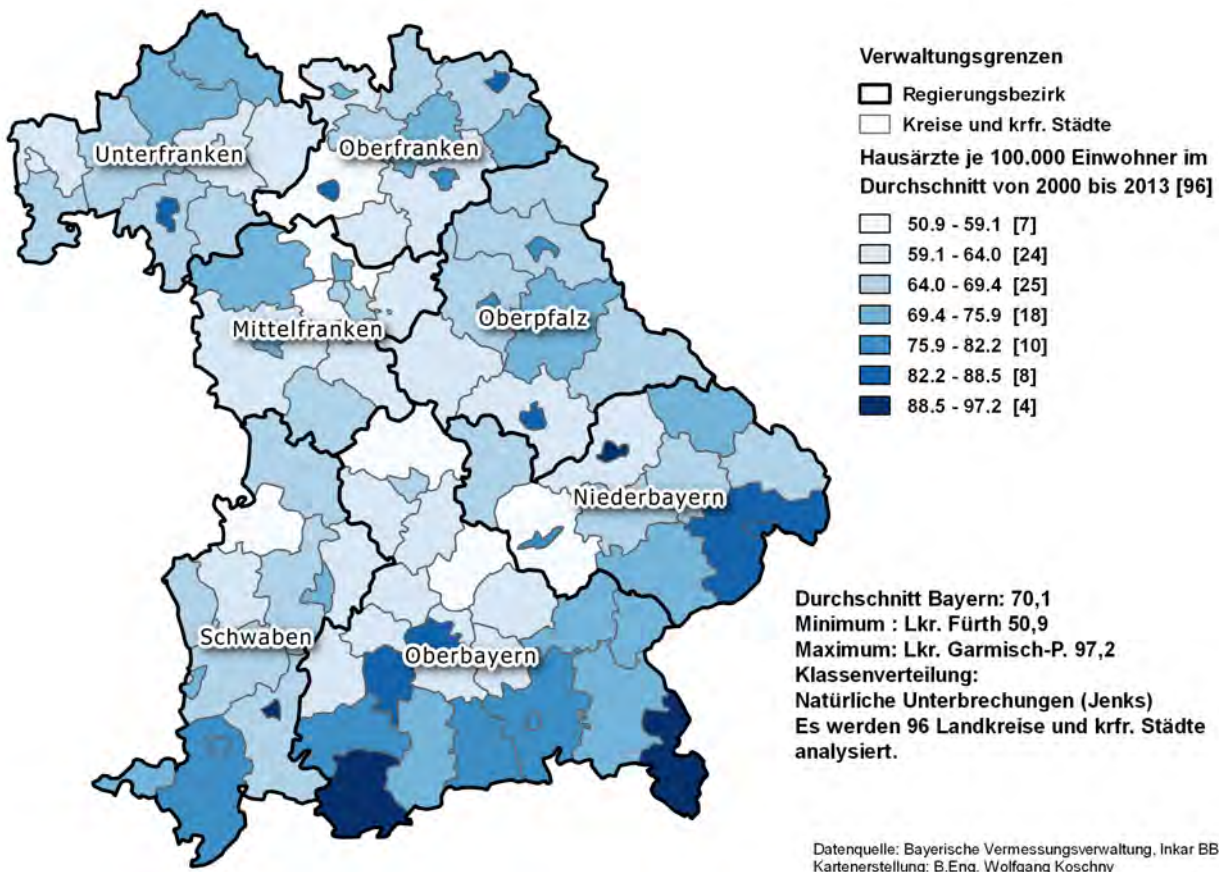 Unterfranken
Oberfranken
Mittelfranken
Oberpfalz
Niederbayern
Schwaben
Oberbayern
Verwaltungsgrenzen
Regierungsbezirk
Kreise und krfr. Städte
Hausärzte je 100.000 Einwohner im
Durchschnitt von 2000 bis 2013 [96]
50.9 - 59.1 [7]
59.1 - 64.0 [24]
64.0 - 69.4 [25]
69.4 - 75.9 [18]
75.9 - 82.2 [10]
82.2 - 88.5 [8]
88.5 - 97.2 [4]
Durchschnitt Bayern: 70,1
Minimum : Lkr. Fürth 50,9
Maximum: Lkr. Garmisch-P. 97,2
Klassenverteilung:
Natürliche Unterbrechungen (Jenks)
Es werden 96 Landkreise und krfr. Städte
analysiert.
Datenquelle: Bayerische Vermessungsverwaltung, Inkar BB
Kartenerstellung: B.Eng. Wolfgang Koschny